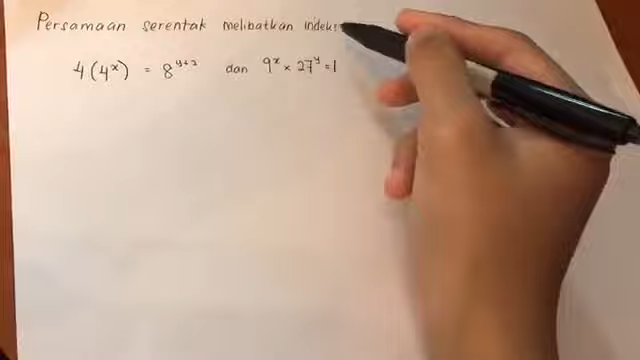 Persamaan serentak melibatkan indeks
4(4^x) = 8^{y+2} dan 9^x × 27^y = 1